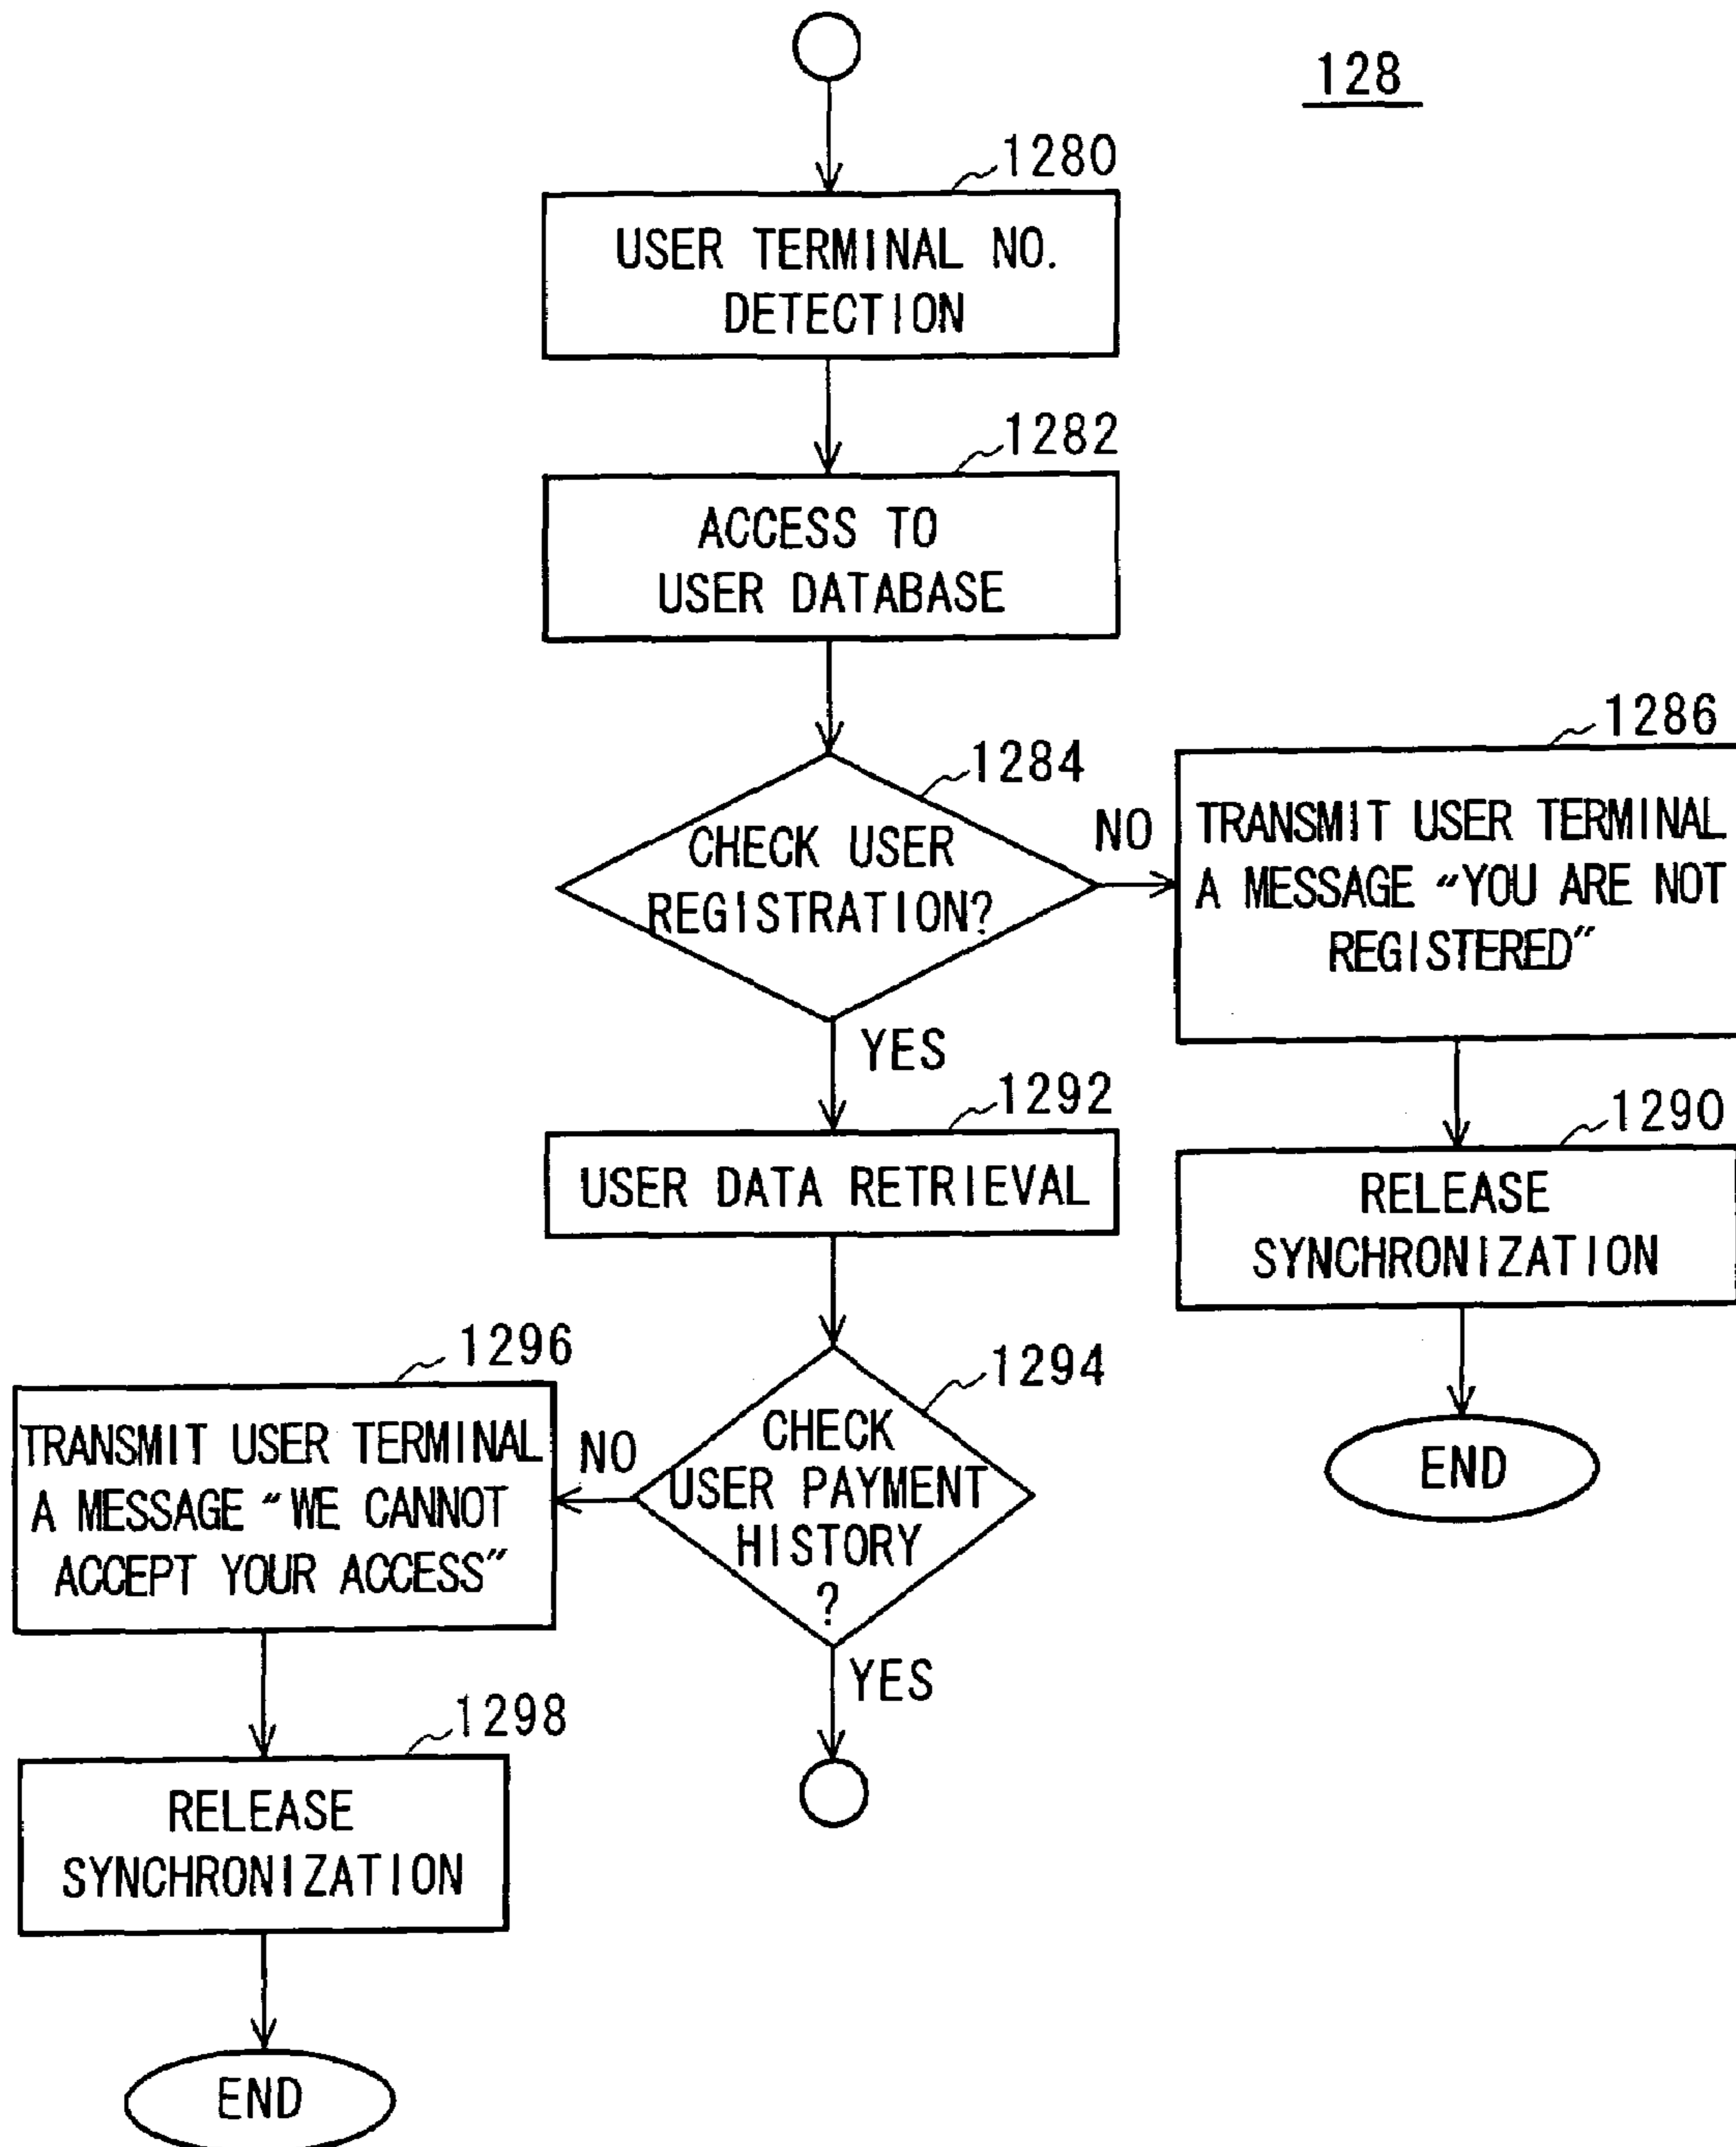 128
1280
USER TERMINAL NO.
DETECTION
1282
ACCESS TO
USER DATABASE
1284
CHECK USER
REGISTRATION?
NO
YES
1286
TRANSMIT USER TERMINAL
A MESSAGE "YOU ARE NOT
REGISTERED"
1290
RELEASE
SYNCHRONIZATION
END
1292
USER DATA RETRIEVAL
1294
CHECK
USER PAYMENT
HISTORY
?
NO
YES
1296
TRANSMIT USER TERMINAL
A MESSAGE "WE CANNOT
ACCEPT YOUR ACCESS"
1298
RELEASE
SYNCHRONIZATION
END